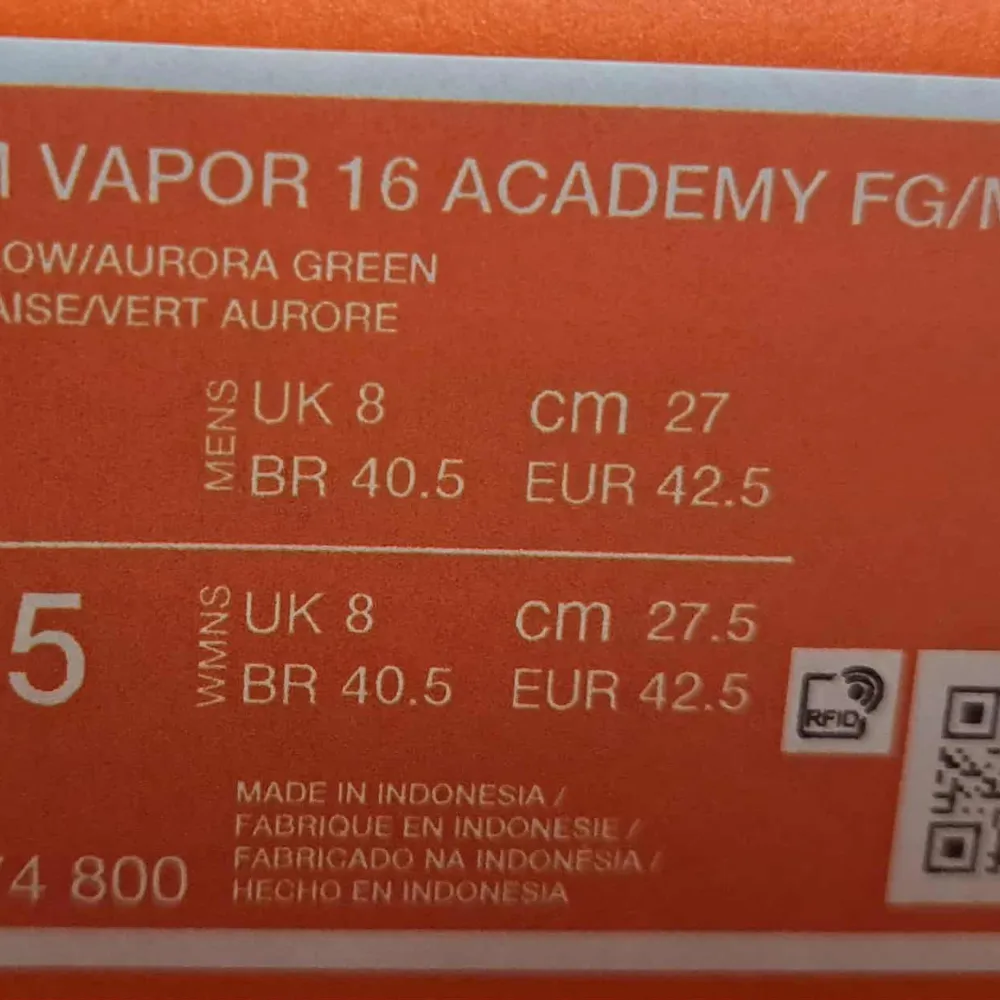 VAPOR 16 ACADEMY FG/
OW/AURORA GREEN
AISE/VERT AURORE
MENS
UK 8 cm 27
BR 40.5 EUR 42.5
5
WMNS
UK 8 cm 27.5
BR 40.5 EUR 42.5
RFID
MADE IN INDONESIA /
FABRIQUE EN INDONESIE /
FABRICADO NA INDONÉSIA /
HECHO EN INDONESIA
4 800